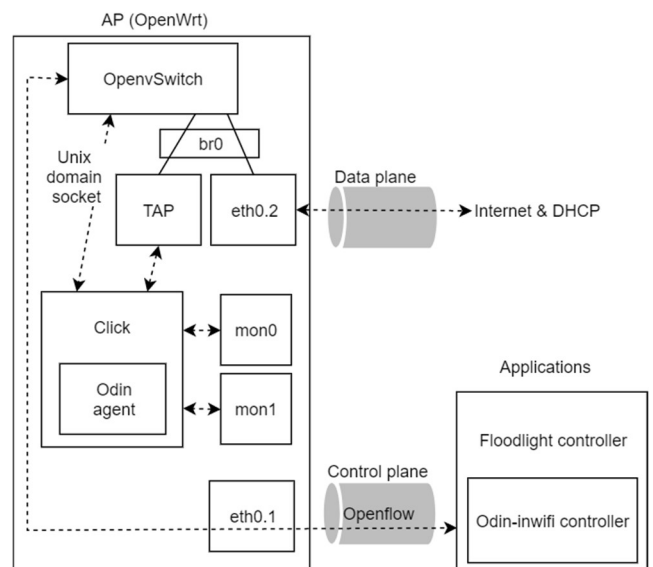 AP (OpenWrt)
OpenvSwitch
br0
Unix
domain
socket
TAP
eth0.2
Data plane
Internet & DHCP
Click
mon0
Odin
agent
mon1
Applications
Floodlight controller
Control plane
eth0.1
Openflow
Odin-inwifi controller